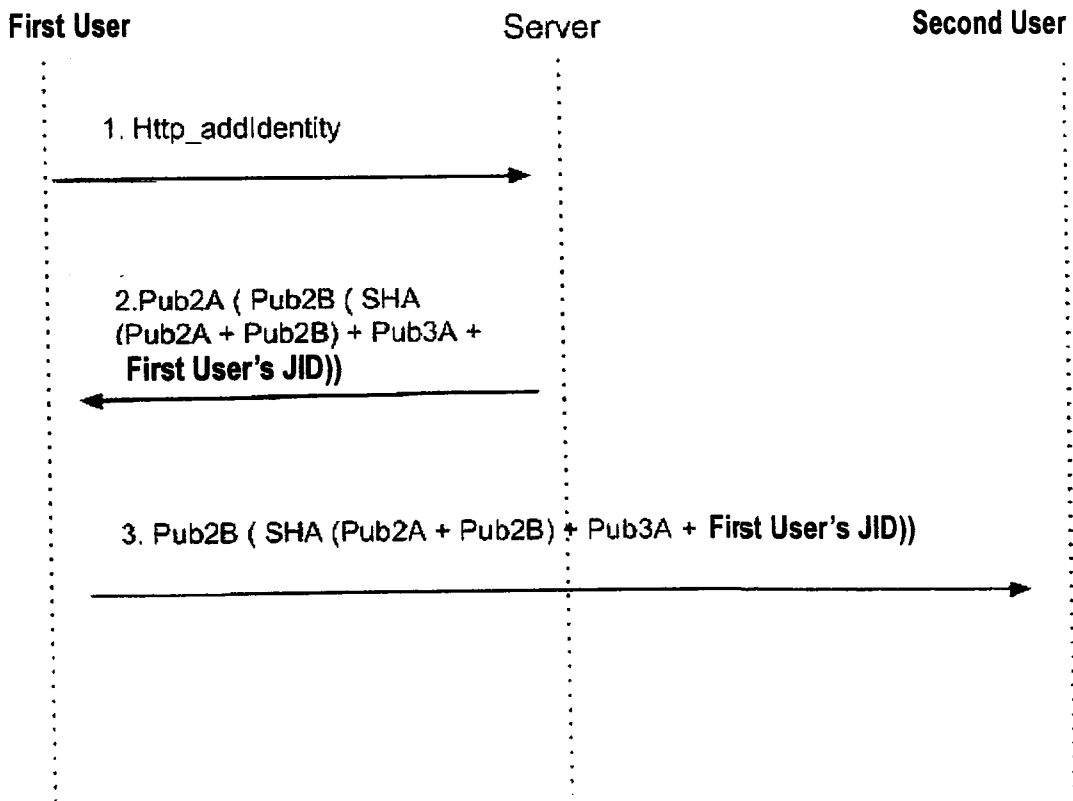 First User
Server
Second User
1. Http_addIdentity
2.Pub2A ( Pub2B ( SHA
(Pub2A + Pub2B) + Pub3A +
First User's JID))
3. Pub2B ( SHA (Pub2A + Pub2B) + Pub3A + First User's JID))